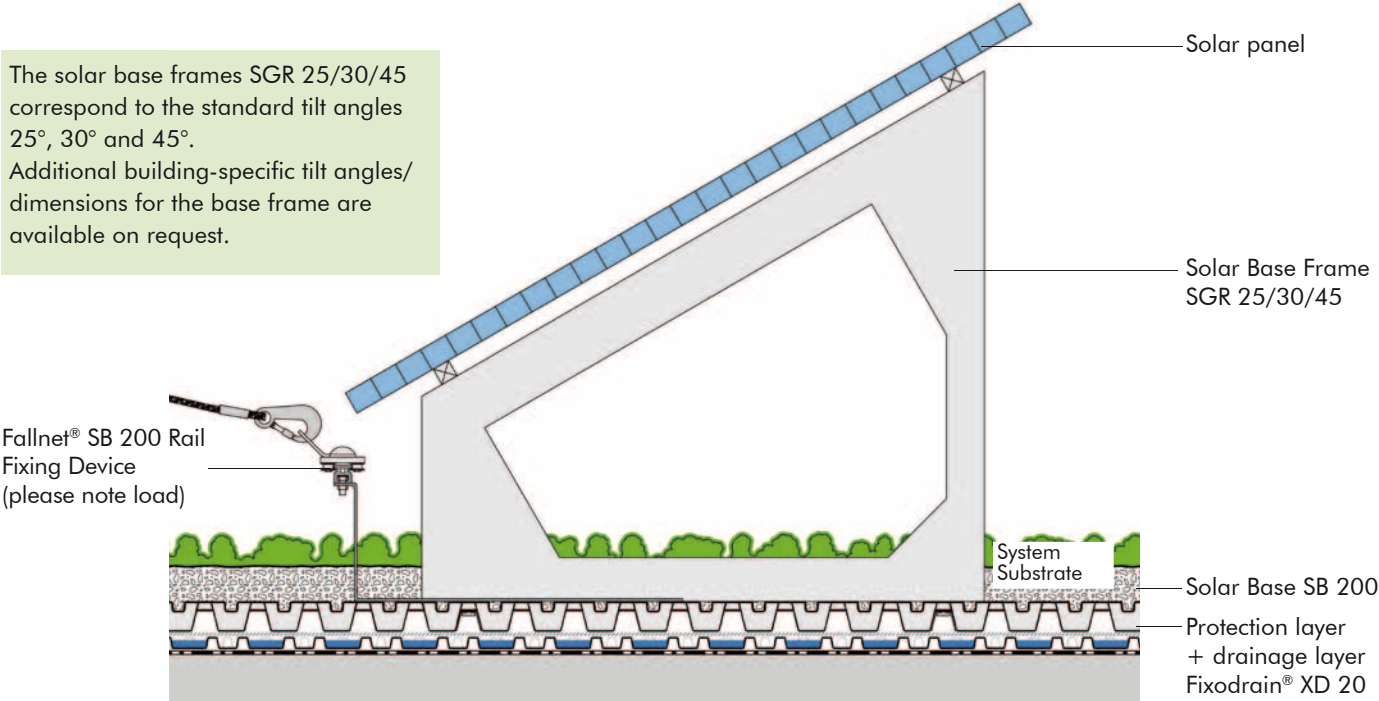 The solar base frames SGR 25/30/45
correspond to the standard tilt angles
25°, 30° and 45°.
Additional building-specific tilt angles/
dimensions for the base frame are
available on request.
Solar panel
Solar Base Frame
SGR 25/30/45
Fallnet® SB 200 Rail
Fixing Device
(please note load)
System
Substrate
Solar Base SB 200
Protection layer
+ drainage layer
Fixodrain® XD 20